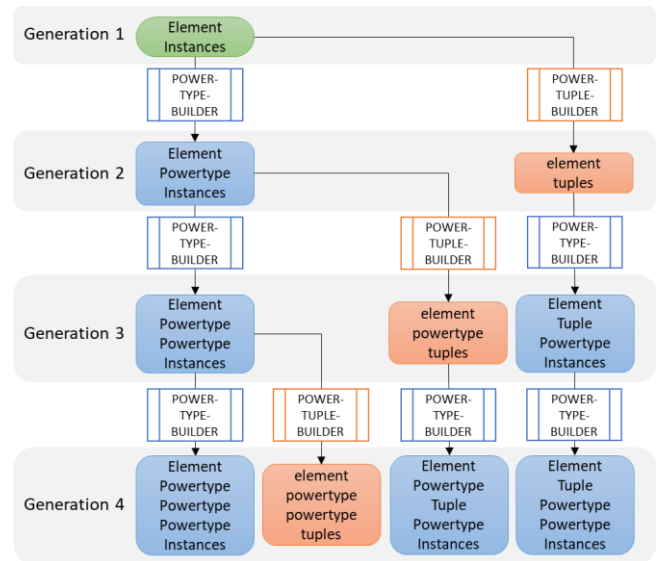 Generation 1
Element
Instances
POWER-
TYPE-
BUILDER
POWER-
TUPLE-
BUILDER
Generation 2
Element
Powertype
Instances
element
tuples
POWER-
TYPE-
BUILDER
POWER-
TUPLE-
BUILDER
POWER-
TYPE-
BUILDER
Generation 3
Element
Powertype
Powertype
Instances
element
powertype
tuples
Element
Tuple
Powertype
Instances
POWER-
TYPE-
BUILDER
POWER-
TUPLE-
BUILDER
POWER-
TYPE-
BUILDER
POWER-
TYPE-
BUILDER
Generation 4
Element
Powertype
Powertype
Powertype
Instances
element
powertype
powertype
tuples
Element
Powertype
Tuple
Powertype
Instances
Element
Tuple
Powertype
Powertype
Instances